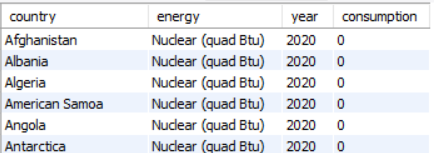 country energy year consumption
Afghanistan Nuclear (quad Btu) 2020 0
Albania Nuclear (quad Btu) 2020 0
Algeria Nuclear (quad Btu) 2020 0
American Samoa Nuclear (quad Btu) 2020 0
Angola Nuclear (quad Btu) 2020 0
Antarctica Nuclear (quad Btu) 2020 0